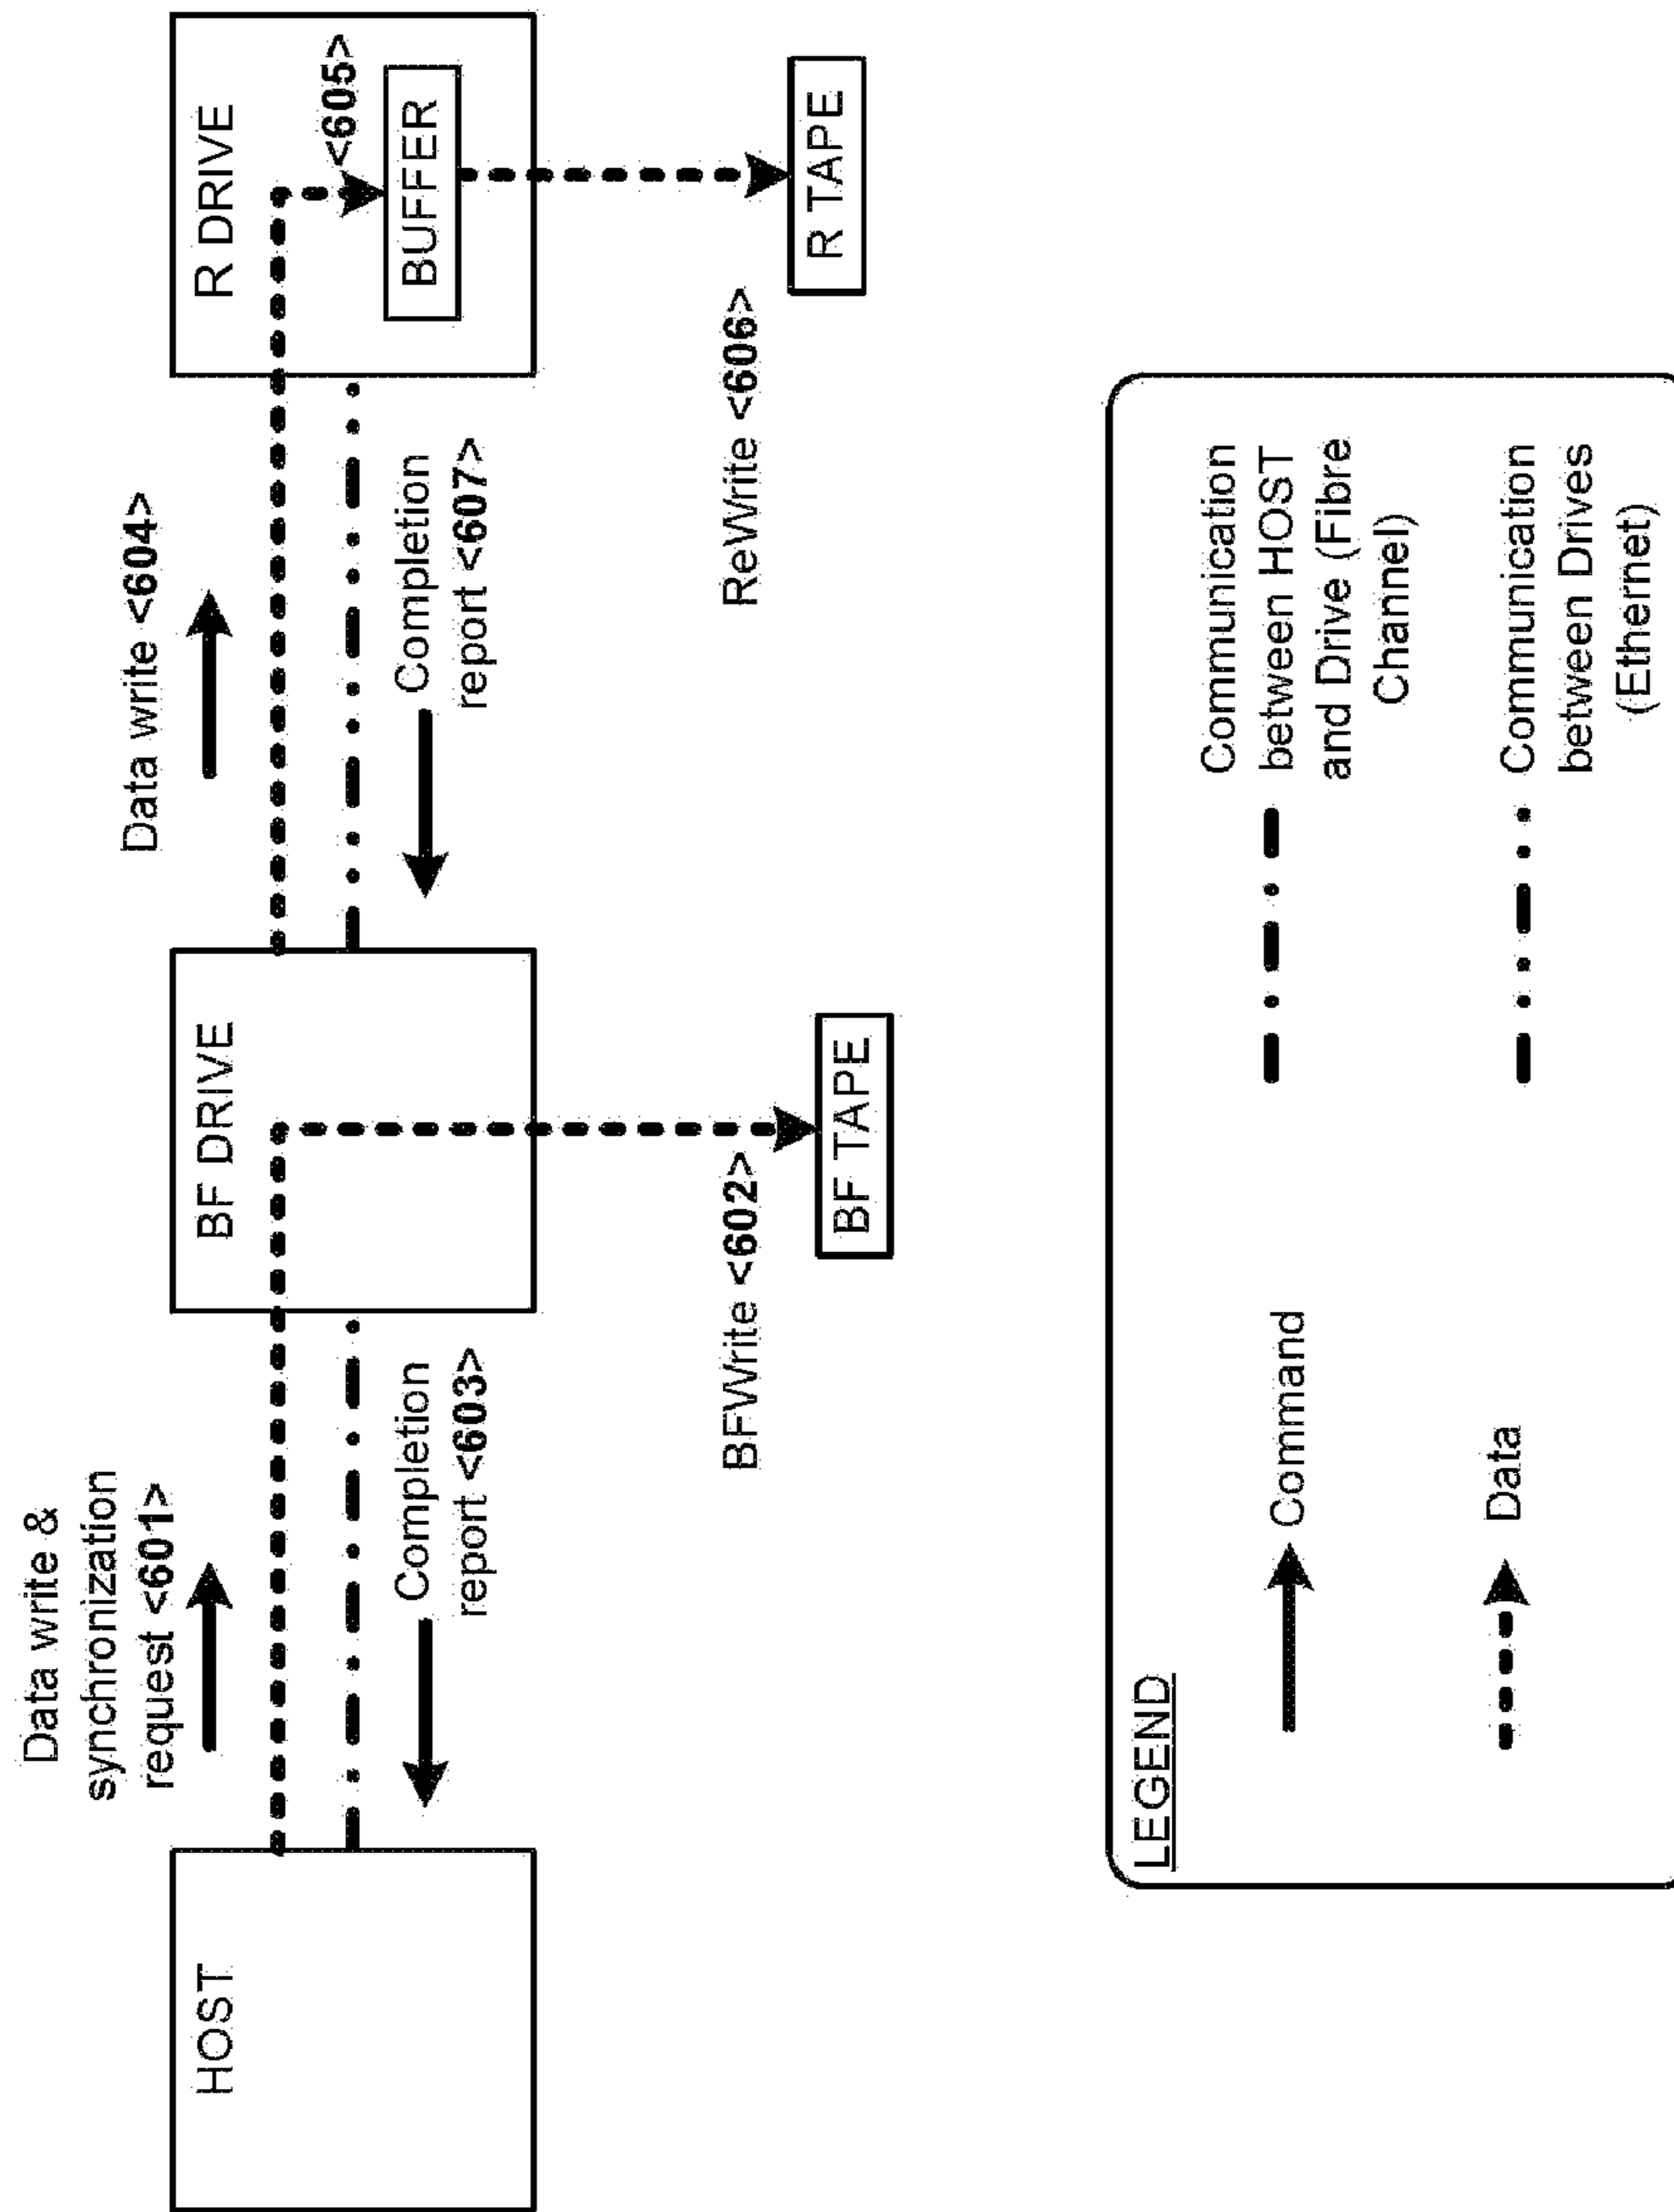 Data write &
synchronization
request <601>
HOST
Completion
report <603>
BF DRIVE
BFWrite <602>
BF TAPE
Data write <604>
Completion
report <607>
R DRIVE
<605>
BUFFER
ReWrite <606>
R TAPE
LEGEND
Command
Data
Communication
between HOST
and Drive (Fibre
Channel)
Communication
between Drives
(Ethernet)